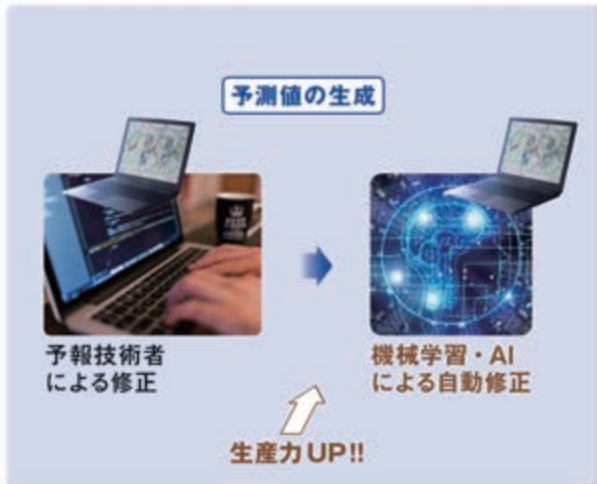 予測値の生成
予報技術者
による修正
機械学習・AI
による自動修正
生産力UP!!